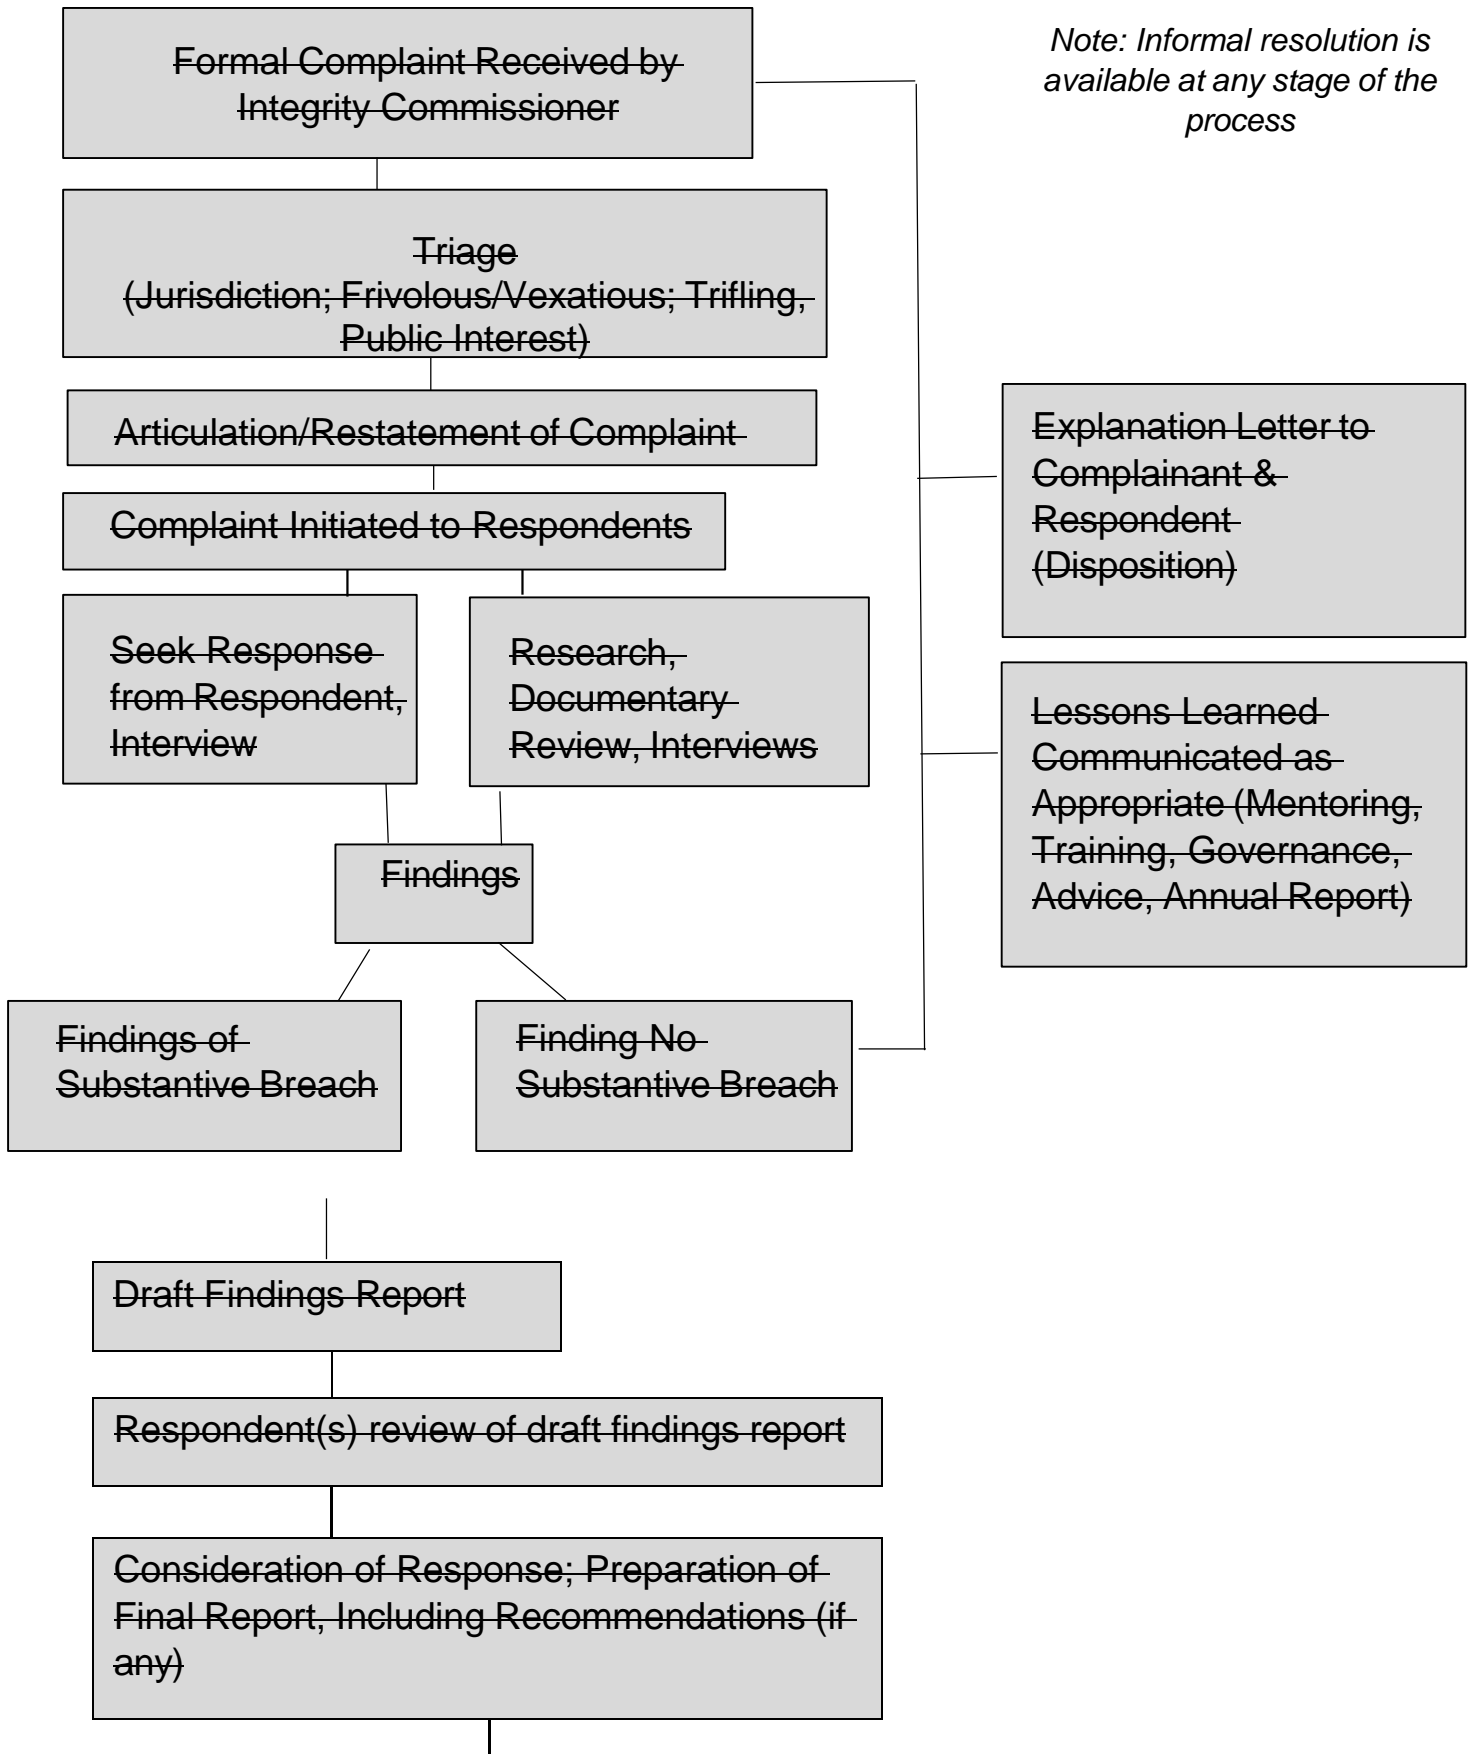 Formal Complaint Received by
Integrity Commissioner
Note: Informal resolution is
available at any stage of the
process
Triage
(Jurisdiction; Frivolous/Vexatious; Trifling,
Public Interest)
Articulation/Restatement of Complaint
Complaint Initiated to Respondents
Explanation Letter to
Complainant &
Respondent
(Disposition)
Seek Response
from Respondent,
Interview
Research,
Documentary
Review, Interviews
Lessons Learned
Communicated as
Appropriate (Mentoring,
Training, Governance,
Advice, Annual Report)
Findings
Findings of
Substantive Breach
Finding No
Substantive Breach
Draft Findings Report
Respondent(s) review of draft findings report
Consideration of Response; Preparation of
Final Report, Including Recommendations (if
any)